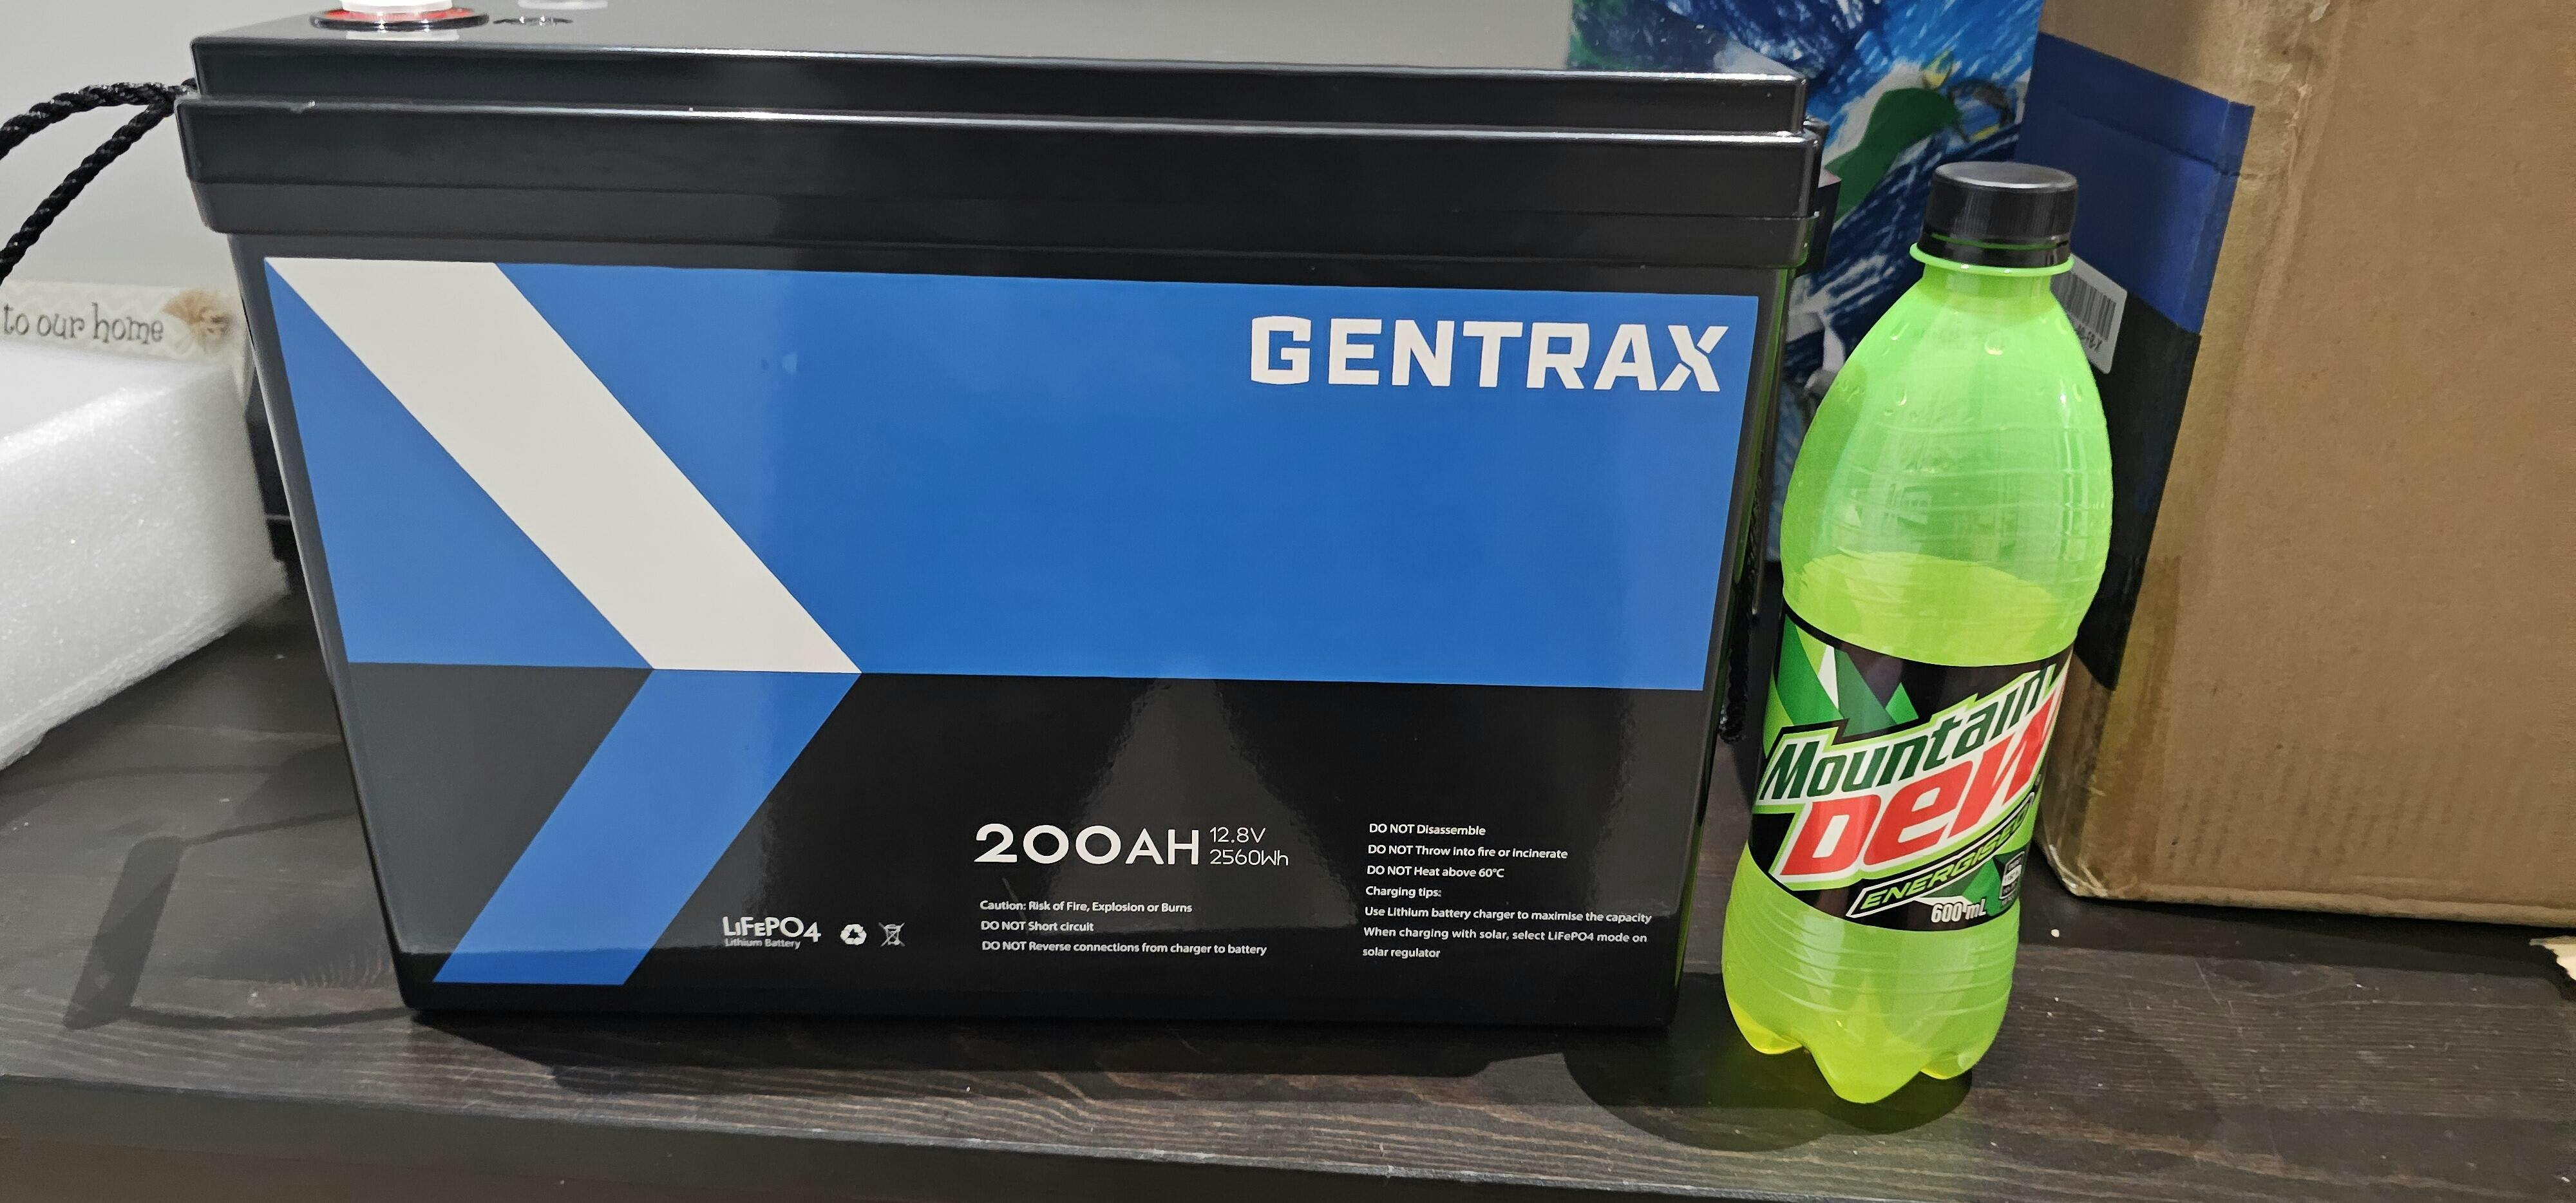 to our home
GENTRAX
200AH 12.8V
2560Wh
LiFePO4
Lithium Battery
Caution: Risk of Fire, Explosion or Burns
DO NOT Short circuit
DO NOT Reverse connections from charger to battery
DO NOT Disassemble
DO NOT Throw into fire or incinerate
DO NOT Heat above 60°C
Charging tips:
Use Lithium battery charger to maximise the capacity
When charging with solar, select LiFePO4 mode on
solar regulator
Mountain
Dew
ENERGISED
600 mL